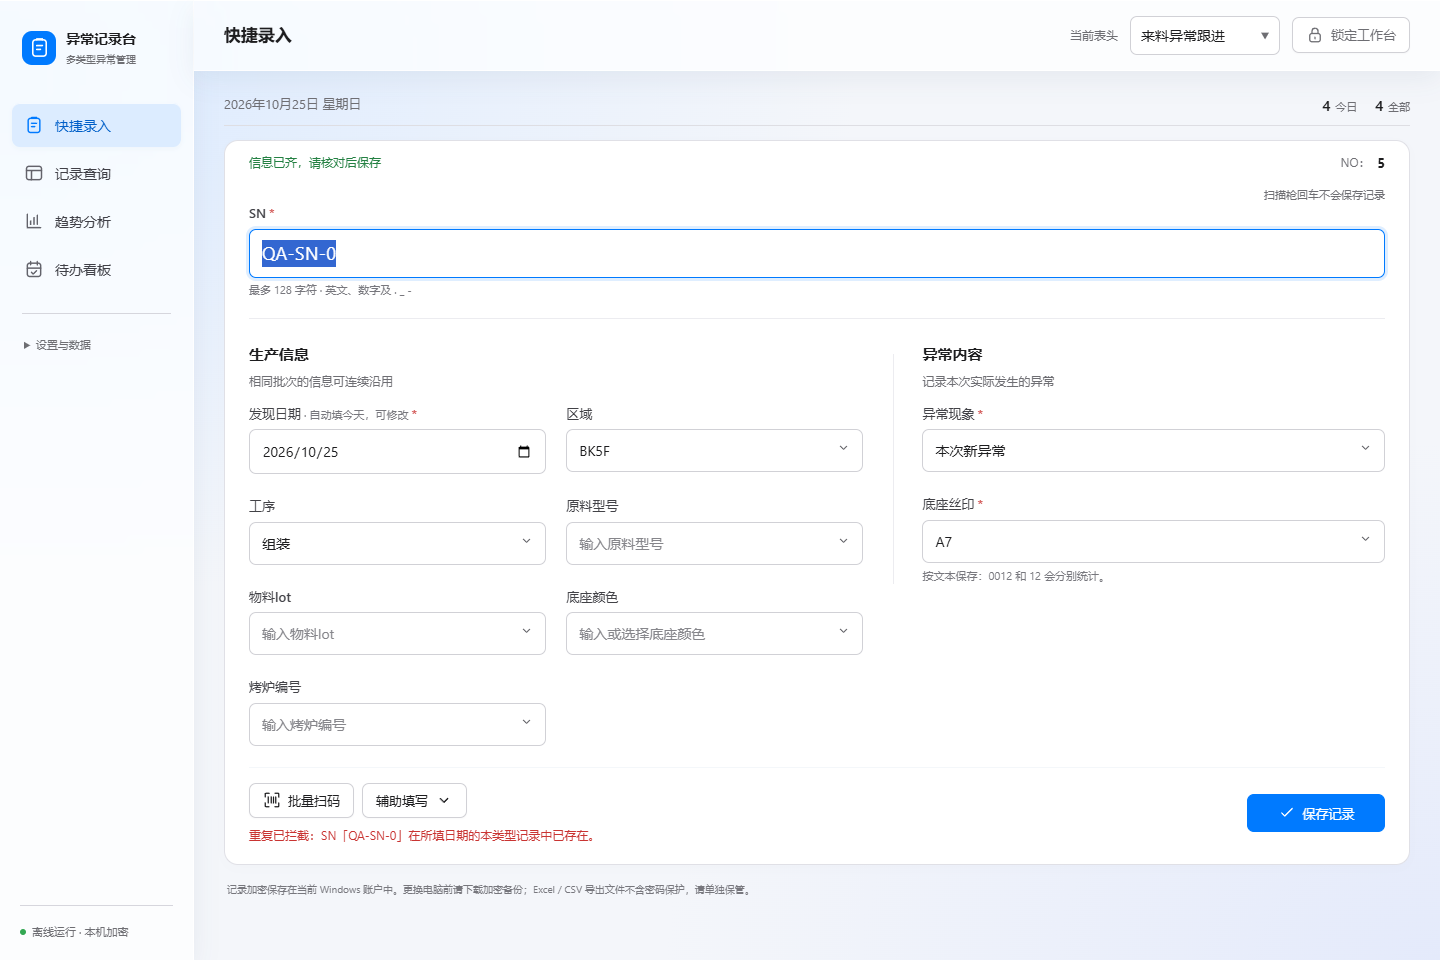 异常记录台
多类型异常管理
快捷录入
记录查询
趋势分析
待办看板
设置与数据
离线运行 · 本机加密
快捷录入
当前表头
来料异常跟进
锁定工作台
2026年10月25日 星期日
4 今日 4 全部
信息已齐，请核对后保存
NO： 5
扫描枪回车不会保存记录
SN *
QA-SN-0
最多 128 字符 · 英文、数字及 . _ -
生产信息
相同批次的信息可连续沿用
发现日期 · 自动填今天，可修改 *
2026/10/25
区域
BK5F
工序
组装
原料型号
输入原料型号
物料lot
输入物料lot
底座颜色
输入或选择底座颜色
烤炉编号
输入烤炉编号
异常内容
记录本次实际发生的异常
异常现象 *
本次新异常
底座丝印 *
A7
按文本保存：0012 和 12 会分别统计。
批量扫码
辅助填写
重复已拦截：SN「QA-SN-0」在所填日期的本类型记录中已存在。
保存记录
记录加密保存在当前 Windows 账户中。更换电脑前请下载加密备份；Excel / CSV 导出文件不含密码保护，请单独保管。